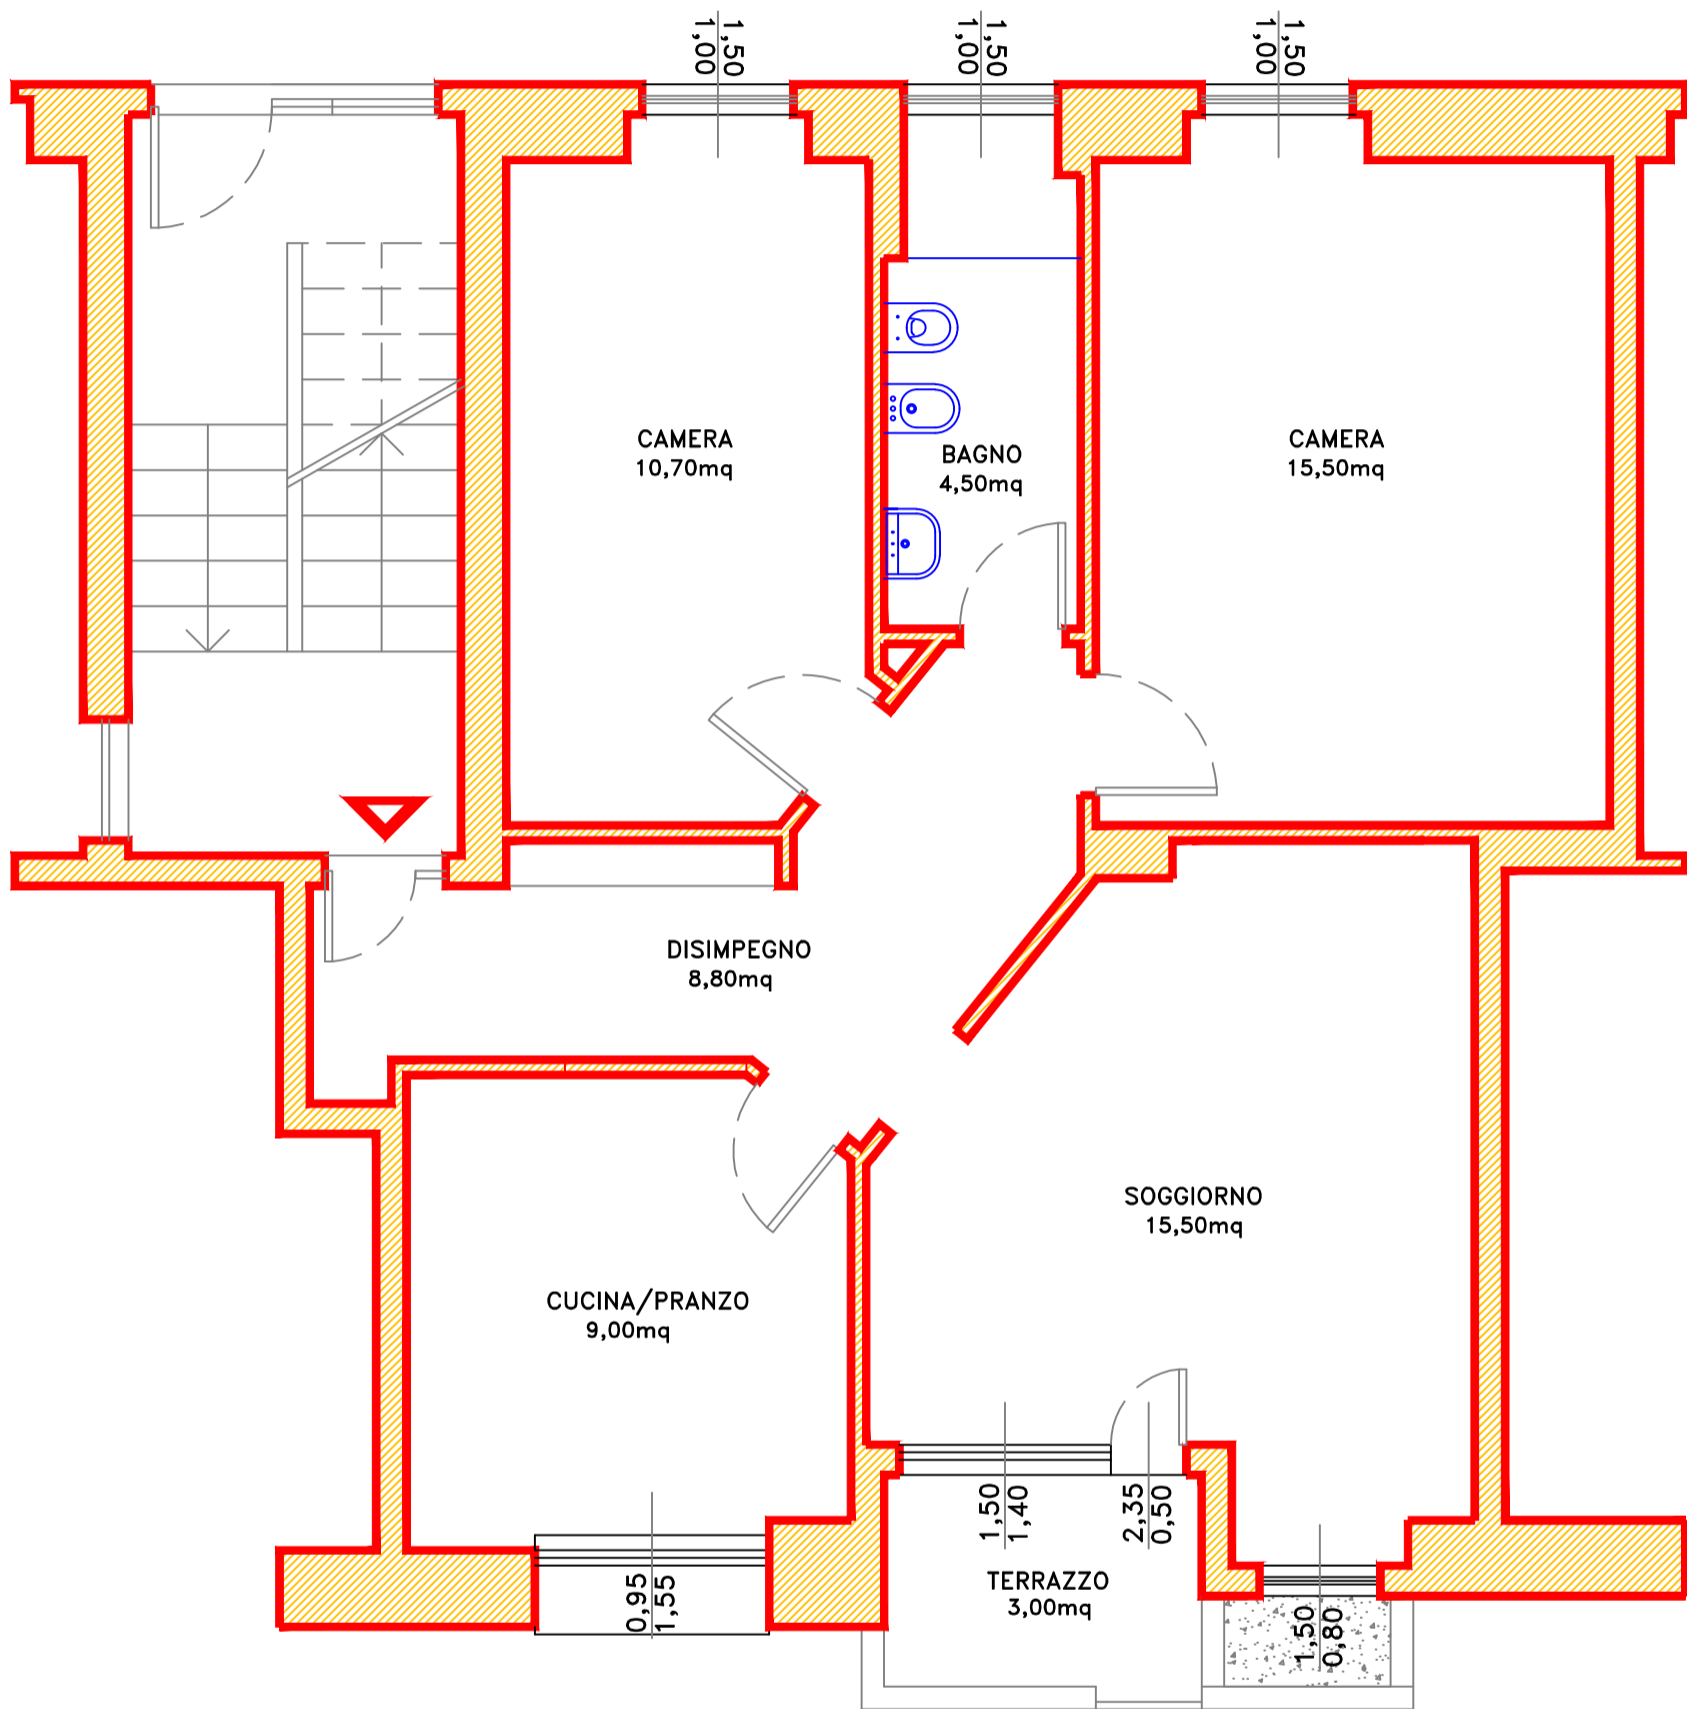 1,50
1,00
1,50
1,00
1,50
1,00
CAMERA
10,70mq
BAGNO
4,50mq
CAMERA
15,50mq
DISIMPEGNO
8,80mq
SOGGIORNO
15,50mq
CUCINA/PRANZO
9,00mq
1,50
1,40
2,35
0,50
TERRAZZO
3,00mq
0,95
1,55
1,50
0,80